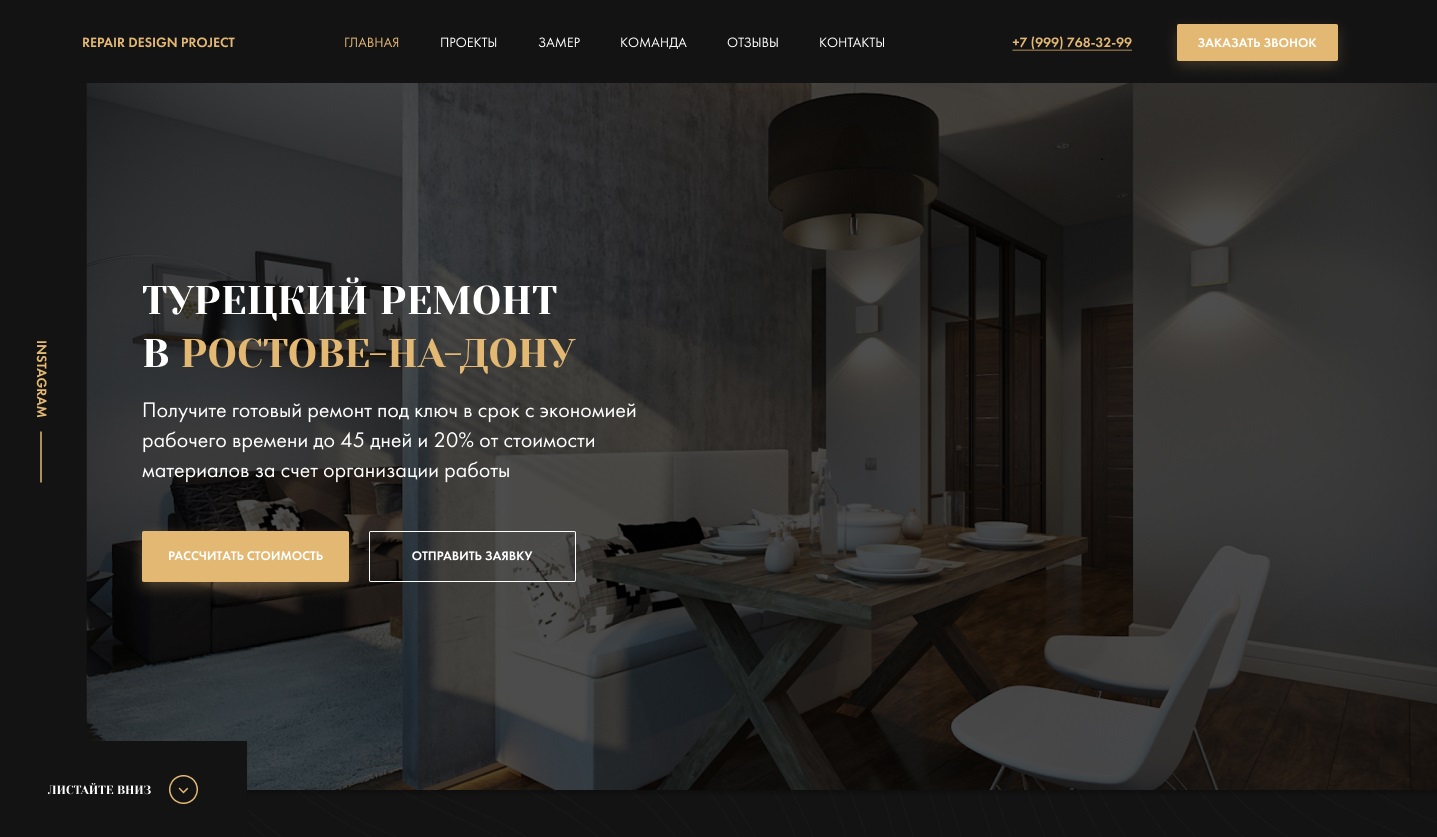 REPAIR DESIGN PROJECT
ГЛАВНАЯ
ПРОЕКТЫ
ЗАМЕР
КОМАНДА
ОТЗЫВЫ
КОНТАКТЫ
+7 (999) 768-32-99
ЗАКАЗАТЬ ЗВОНОК
INSTAGRAM
ТУРЕЦКИЙ РЕМОНТ
В РОСТОВЕ-НА-ДОНУ
Получите готовый ремонт под ключ в срок с экономией
рабочего времени до 45 дней и 20% от стоимости
материалов за счет организации работы
РАССЧИТАТЬ СТОИМОСТЬ
ОТПРАВИТЬ ЗАЯВКУ
ЛИСТАЙТЕ ВНИЗ